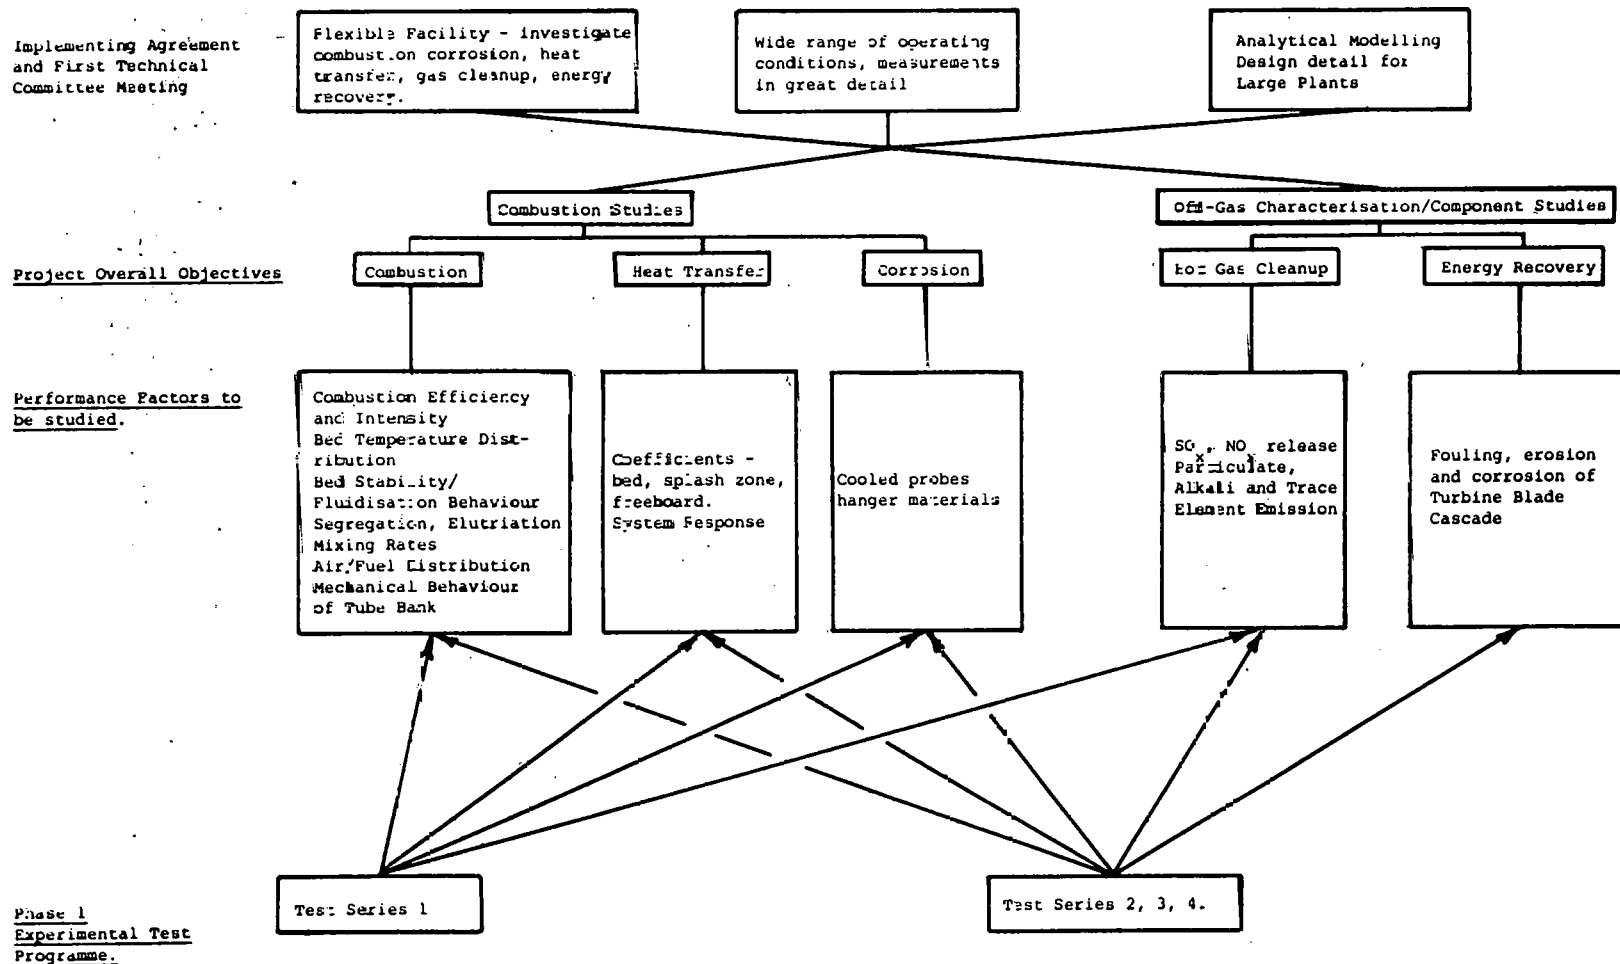 Implementing Agreement
and First Technical
Committee Meeting
Flexible Facility - investigate
combustion corrosion, heat
transfer, gas cleanup, energy
recovery.
Wide range of operating
conditions, measurements
in great detail
Analytical Modelling
Design detail for
Large Plants
Combustion Studies
Off-Gas Characterisation/Component Studies
Project Overall Objectives
Combustion
Heat Transfer
Corrosion
Hot Gas Cleanup
Energy Recovery
Performance Factors to
be studied.
Combustion Efficiency
and Intensity
Bed Temperature Dist-
ribution
Bed Stability/
Fluidisation Behaviour
Segregation, Elutriation
Mixing Rates
Air/Fuel Distribution
Mechanical Behaviour
of Tube Bank
Coefficients -
bed, splash zone,
freeboard.
System Response
Cooled probes
hanger materials
SOx, NOx release
Particulate,
Alkali and Trace
Element Emission
Fouling, erosion
and corrosion of
Turbine Blade
Cascade
Test Series 1
Test Series 2, 3, 4.
Phase 1
Experimental Test
Programme.